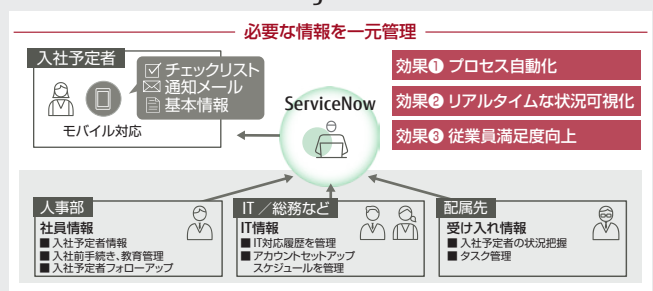 必要な情報を一元管理
入社予定者
チェックリスト
通知メール
基本情報
モバイル対応
ServiceNow
効果❶ プロセス自動化
効果❷ リアルタイムな状況可視化
効果❸ 従業員満足度向上
人事部
社員情報
■ 入社予定者情報
■ 入社前手続き、教育管理
■ 入社予定者フォローアップ
IT／総務など
IT情報
■ IT対応履歴を管理
■ アカウントセットアップ
スケジュールを管理
配属先
受け入れ情報
■ 入社予定者の状況把握
■ タスク管理